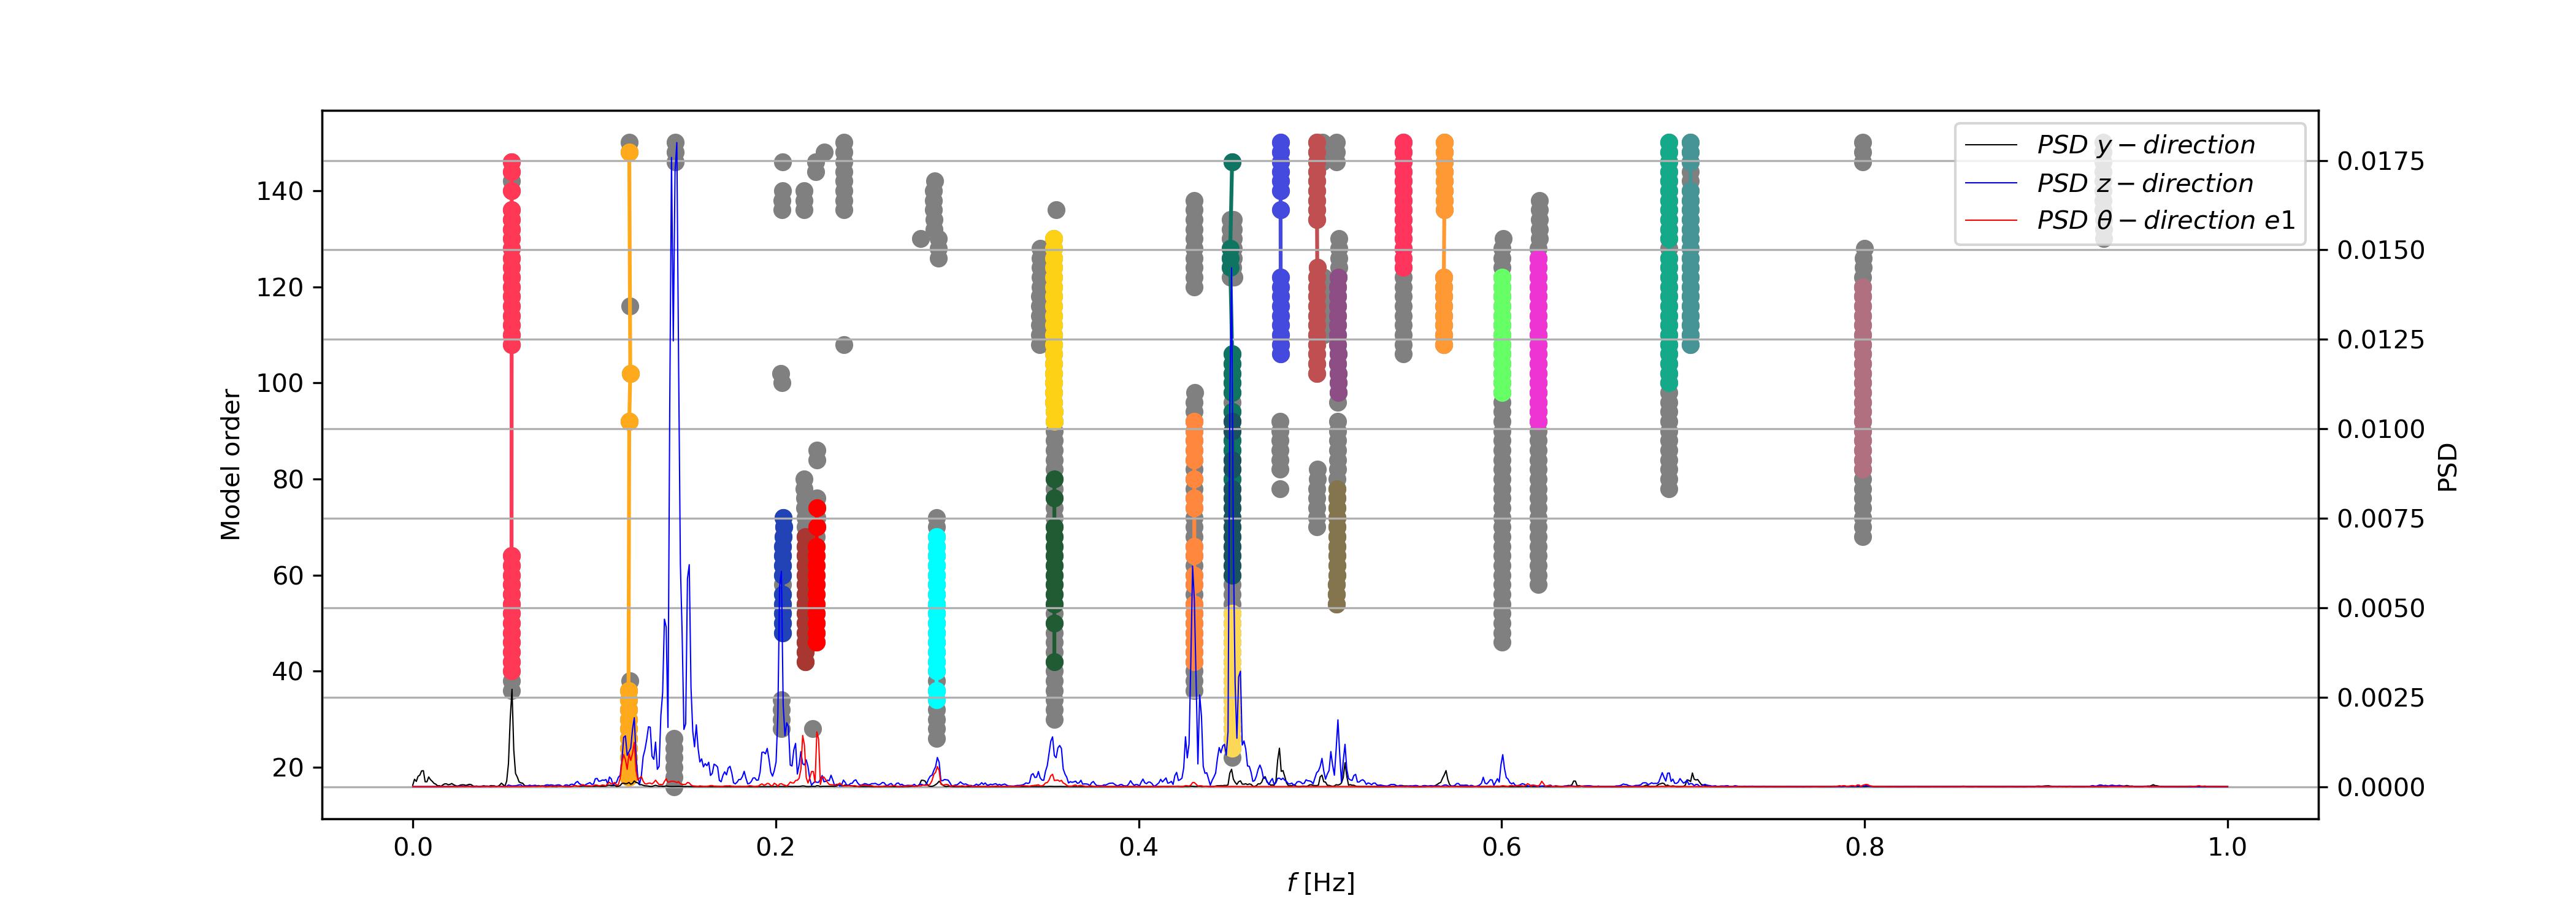 PSD y − direction
PSD z − direction
PSD θ − direction e1
140
120
100
80
60
40
20
Model order
0.0175
0.0150
0.0125
0.0100
0.0075
0.0050
0.0025
0.0000
PSD
0.0 0.2 0.4 0.6 0.8 1.0
f [Hz]